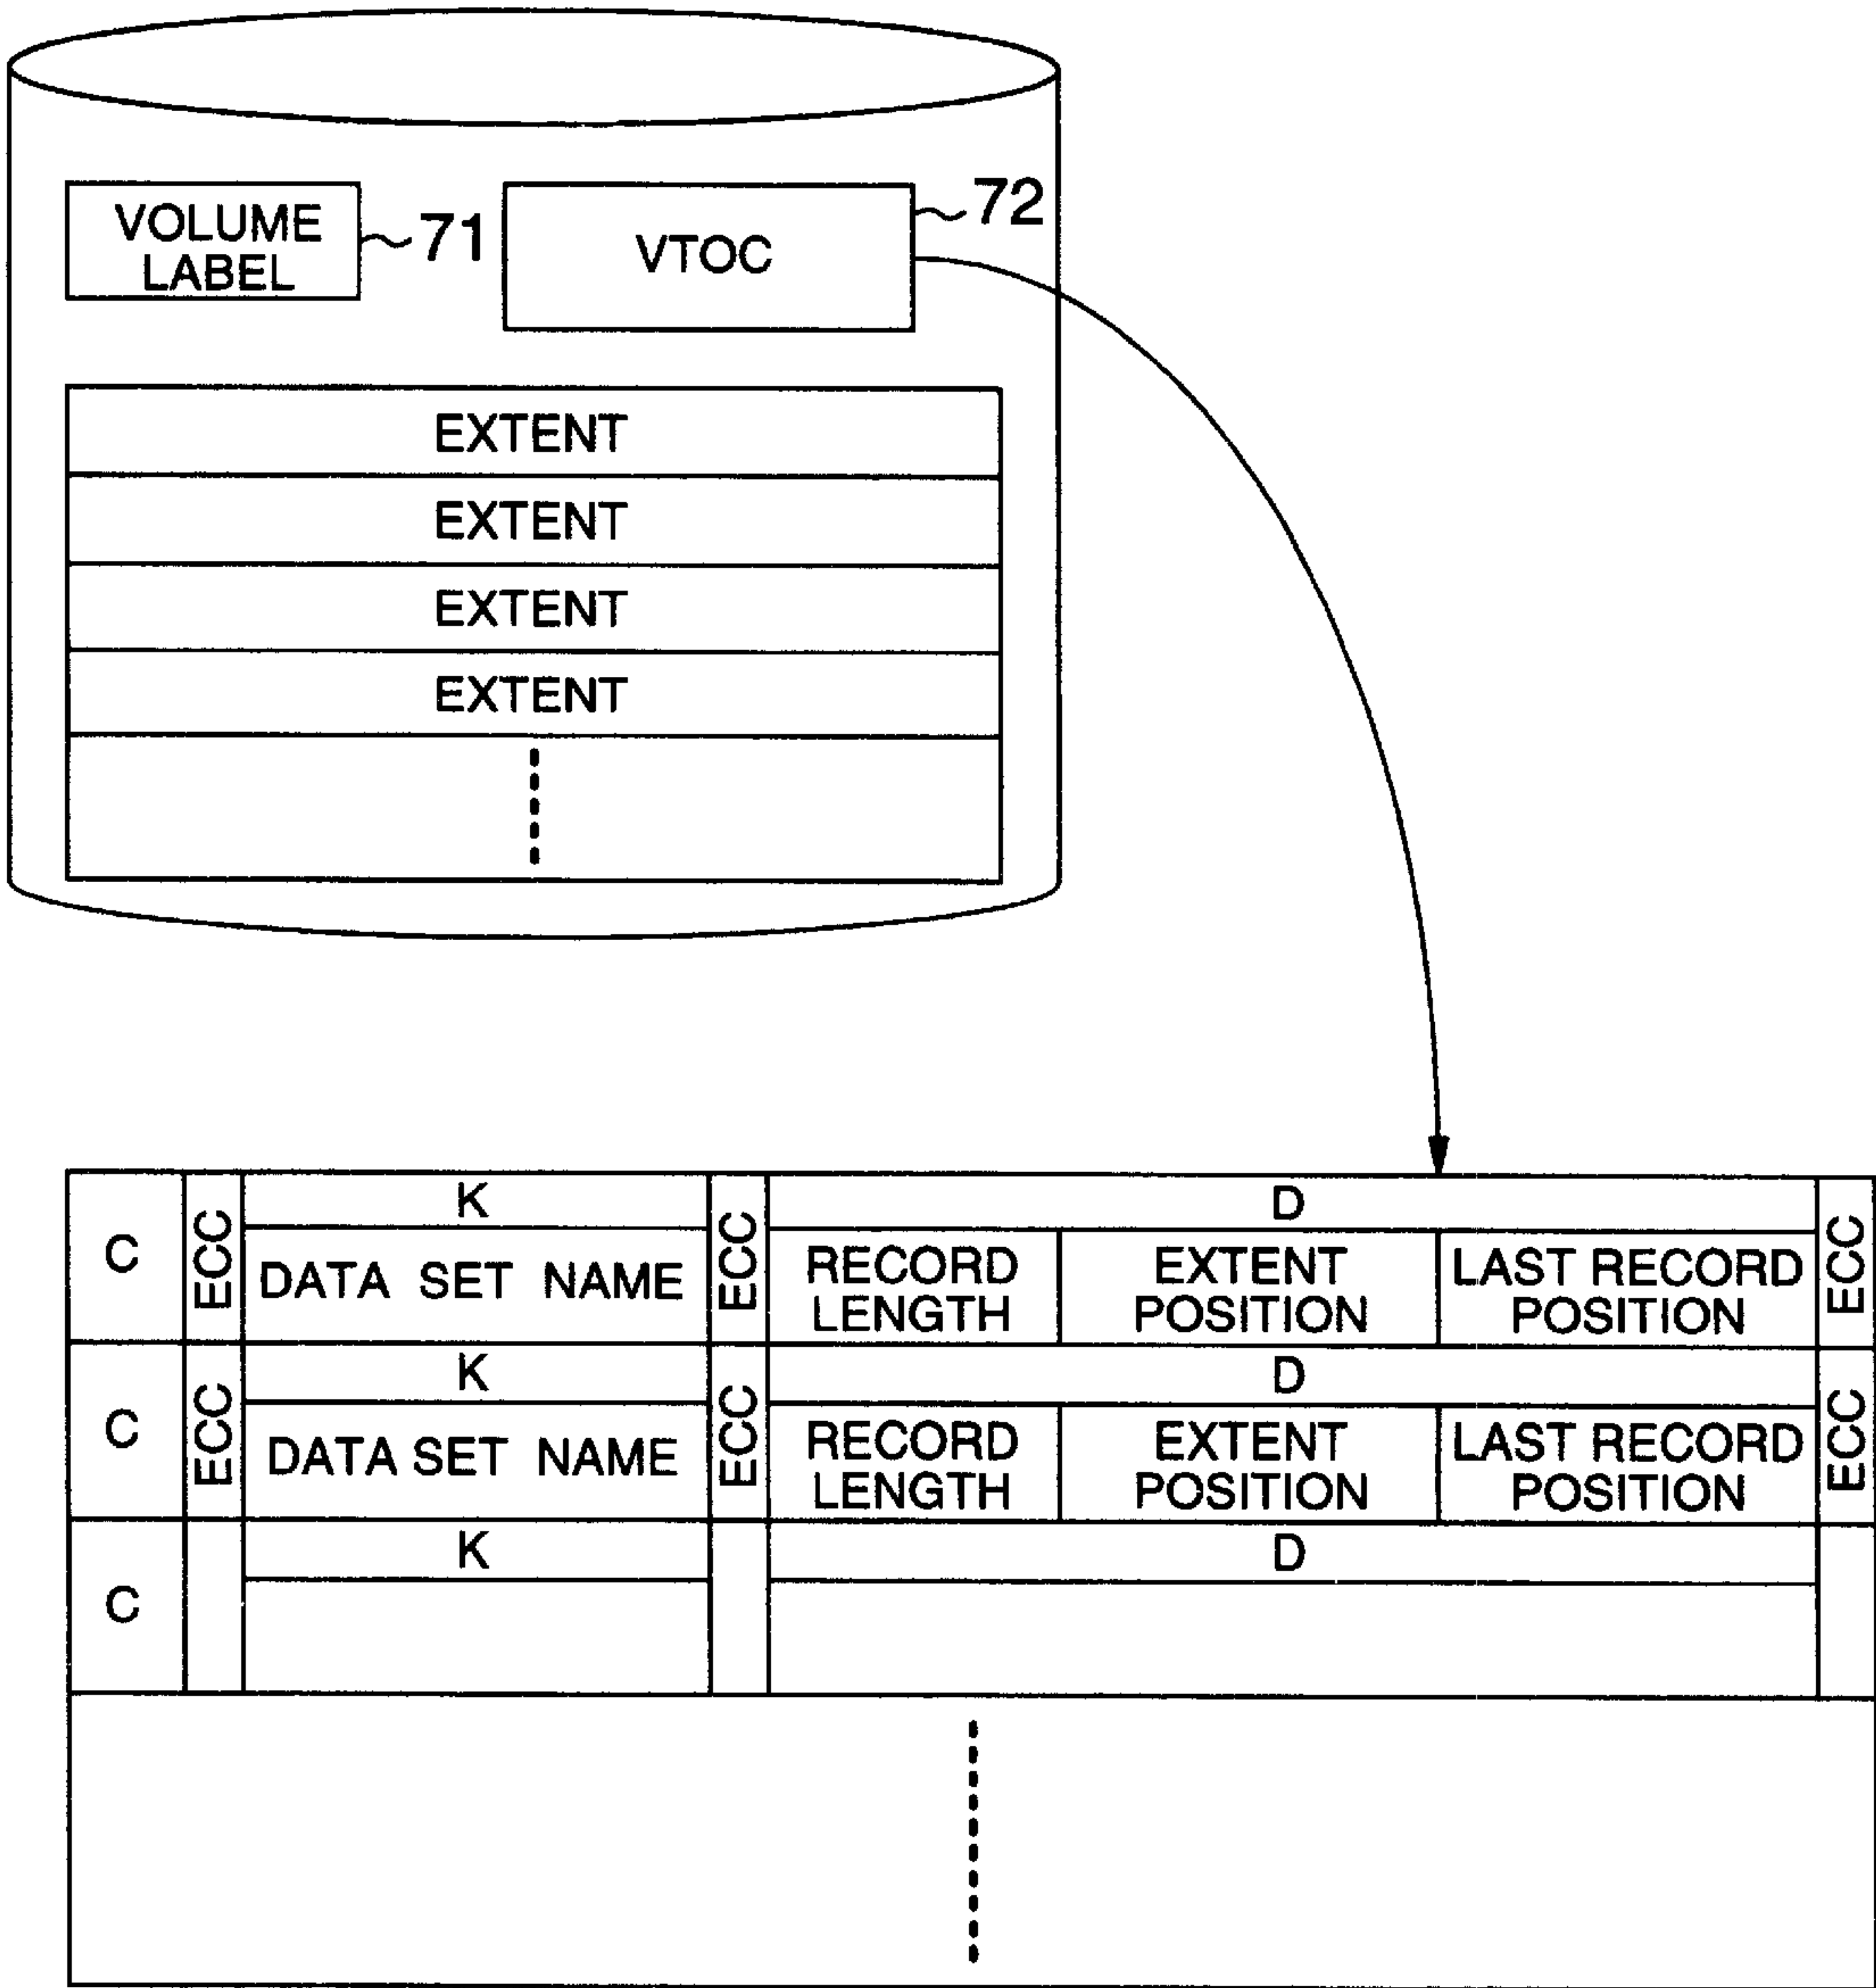 VOLUME
LABEL
71
VTOC
72
EXTENT
EXTENT
EXTENT
EXTENT
C
ECC
K
DATA SET NAME
ECC
D
RECORD
LENGTH
EXTENT
POSITION
LAST RECORD
POSITION
ECC
C
ECC
K
DATA SET NAME
ECC
D
RECORD
LENGTH
EXTENT
POSITION
LAST RECORD
POSITION
ECC
C
K
D